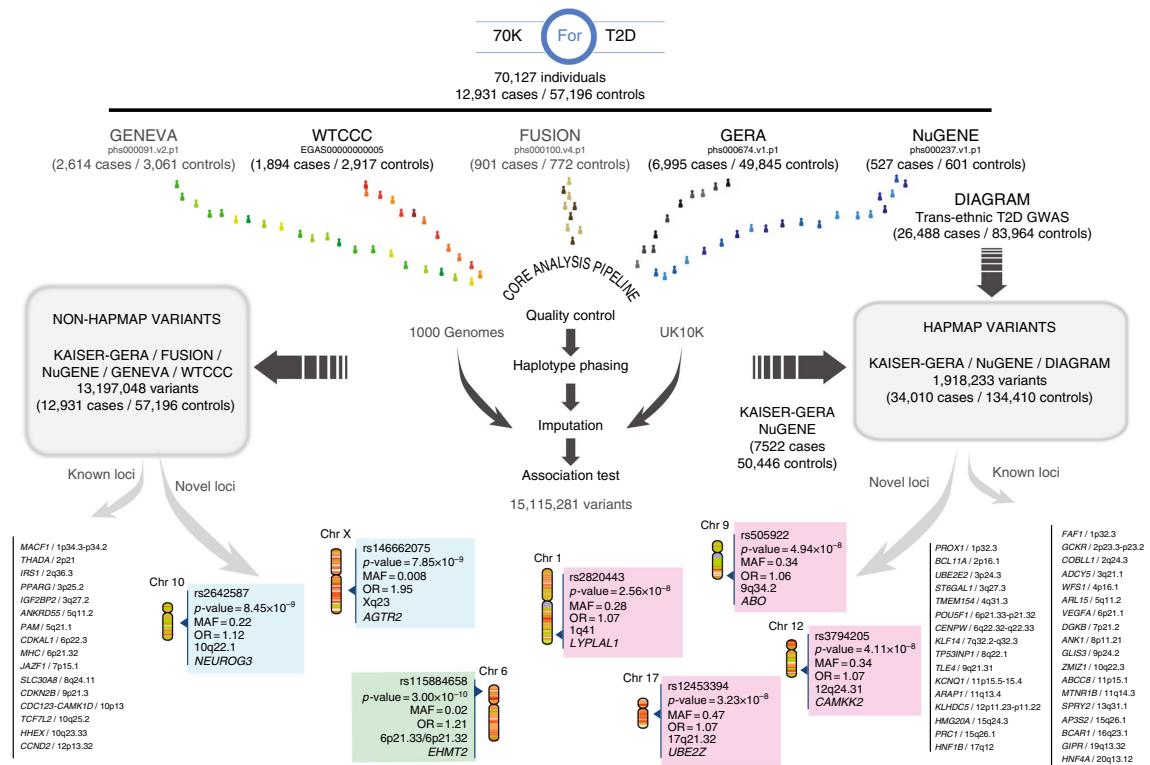 70K For T2D
70,127 individuals
12,931 cases / 57,196 controls
GENEVA
phs000091.v2.p1
(2,614 cases / 3,061 controls)
WTCCC
EGAS00000000005
(1,894 cases / 2,917 controls)
FUSION
phs000100.v4.p1
(901 cases / 772 controls)
GERA
phs000674.v1.p1
(6,995 cases / 49,845 controls)
NuGENE
phs000237.v1.p1
(527 cases / 601 controls)
DIAGRAM
Trans-ethnic T2D GWAS
(26,488 cases / 83,964 controls)
CORE ANALYSIS PIPELINE
Quality control
Haplotype phasing
Imputation
Association test
15,115,281 variants
1000 Genomes
UK10K
NON-HAPMAP VARIANTS
KAISER-GERA / FUSION /
NuGENE / GENEVA / WTCCC
13,197,048 variants
(12,931 cases / 57,196 controls)
HAPMAP VARIANTS
KAISER-GERA / NuGENE / DIAGRAM
1,918,233 variants
(34,010 cases / 134,410 controls)
KAISER-GERA
NuGENE
(7522 cases
50,446 controls)
Known loci
Novel loci
Novel loci
Known loci
MACF1 / 1p34.3-p34.2
THADA / 2p21
IRS1 / 2q36.3
PPARG / 3p25.2
IGF2BP2 / 3q27.2
ANKRD55 / 5q11.2
PAM / 5q21.1
CDKAL1 / 6p22.3
MHC / 6p21.32
JAZF1 / 7p15.1
SLC30A8 / 8q24.11
CDKN2B / 9p21.3
CDC123-CAMK1D / 10p13
TCF7L2 / 10q25.2
HHEX / 10q23.33
CCND2 / 12p13.32
Chr 10
rs2642587
p-value = 8.45×10−9
MAF = 0.22
OR = 1.12
10q22.1
NEUROG3
Chr X
rs146662075
p-value = 7.85×10−9
MAF = 0.008
OR = 1.95
Xq23
AGTR2
Chr 6
rs115884658
p-value = 3.00×10−10
MAF = 0.02
OR = 1.21
6p21.33/6p21.32
EHMT2
Chr 1
rs2820443
p-value = 2.56×10−8
MAF = 0.28
OR = 1.07
1q41
LYPLAL1
Chr 17
rs12453394
p-value = 3.23×10−8
MAF = 0.47
OR = 1.07
17q21.32
UBE2Z
Chr 9
rs505922
p-value = 4.94×10−8
MAF = 0.34
OR = 1.06
9q34.2
ABO
Chr 12
rs3794205
p-value = 4.11×10−8
MAF = 0.34
OR = 1.07
12q24.31
CAMKK2
PROX1 / 1p32.3
BCL11A / 2p16.1
UBE2E2 / 3p24.3
ST6GAL1 / 3q27.3
TMEM154 / 4q31.3
POU5F1 / 6p21.33-p21.32
CENPW / 6q22.32-q22.33
KLF14 / 7q32.2-q32.3
TP53INP1 / 8q22.1
TLE4 / 9q21.31
KCNQ1 / 11p15.5-15.4
ARAP1 / 11q13.4
KLHDC5 / 12p11.23-p11.22
HMG20A / 15q24.3
PRC1 / 15q26.1
HNF1B / 17q12
FAF1 / 1p32.3
GCKR / 2p23.3-p23.2
COBLL1 / 2q24.3
ADCY5 / 3q21.1
WFS1 / 4p16.1
ARL15 / 5q11.2
VEGFA / 6p21.1
DGKB / 7p21.2
ANK1 / 8p11.21
GLIS3 / 9p24.2
ZMIZ1 / 10q22.3
ABCC8 / 11p15.1
MTNR1B / 11q14.3
SPRY2 / 13q31.1
AP3S2 / 15q26.1
BCAR1 / 16q23.1
GIPR / 19q13.32
HNF4A / 20q13.12